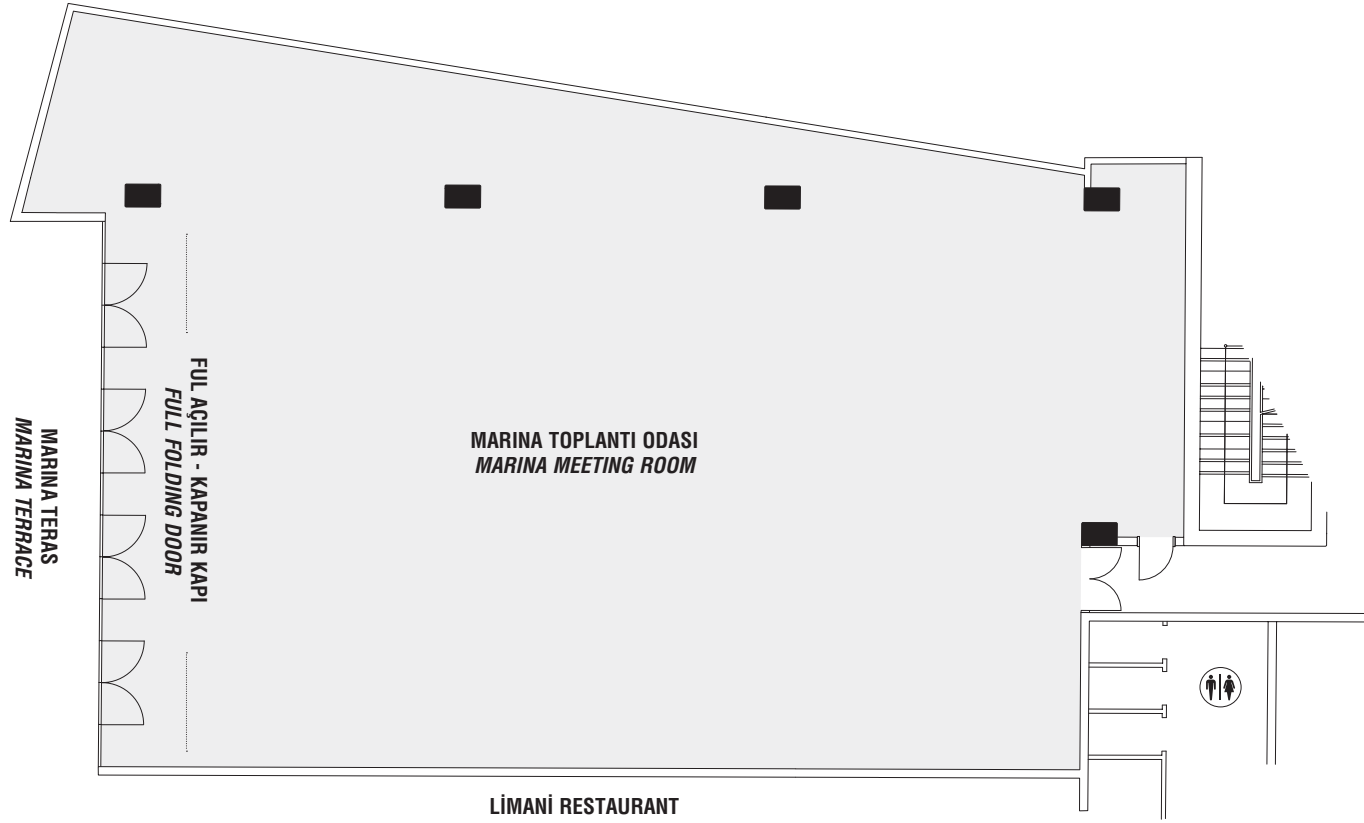 MARINA TERAS
MARINA TERRACE
FUL AÇILIR - KAPANIR KAPI
FULL FOLDING DOOR
MARINA TOPLANTI ODASI
MARINA MEETING ROOM
LİMANİ RESTAURANT